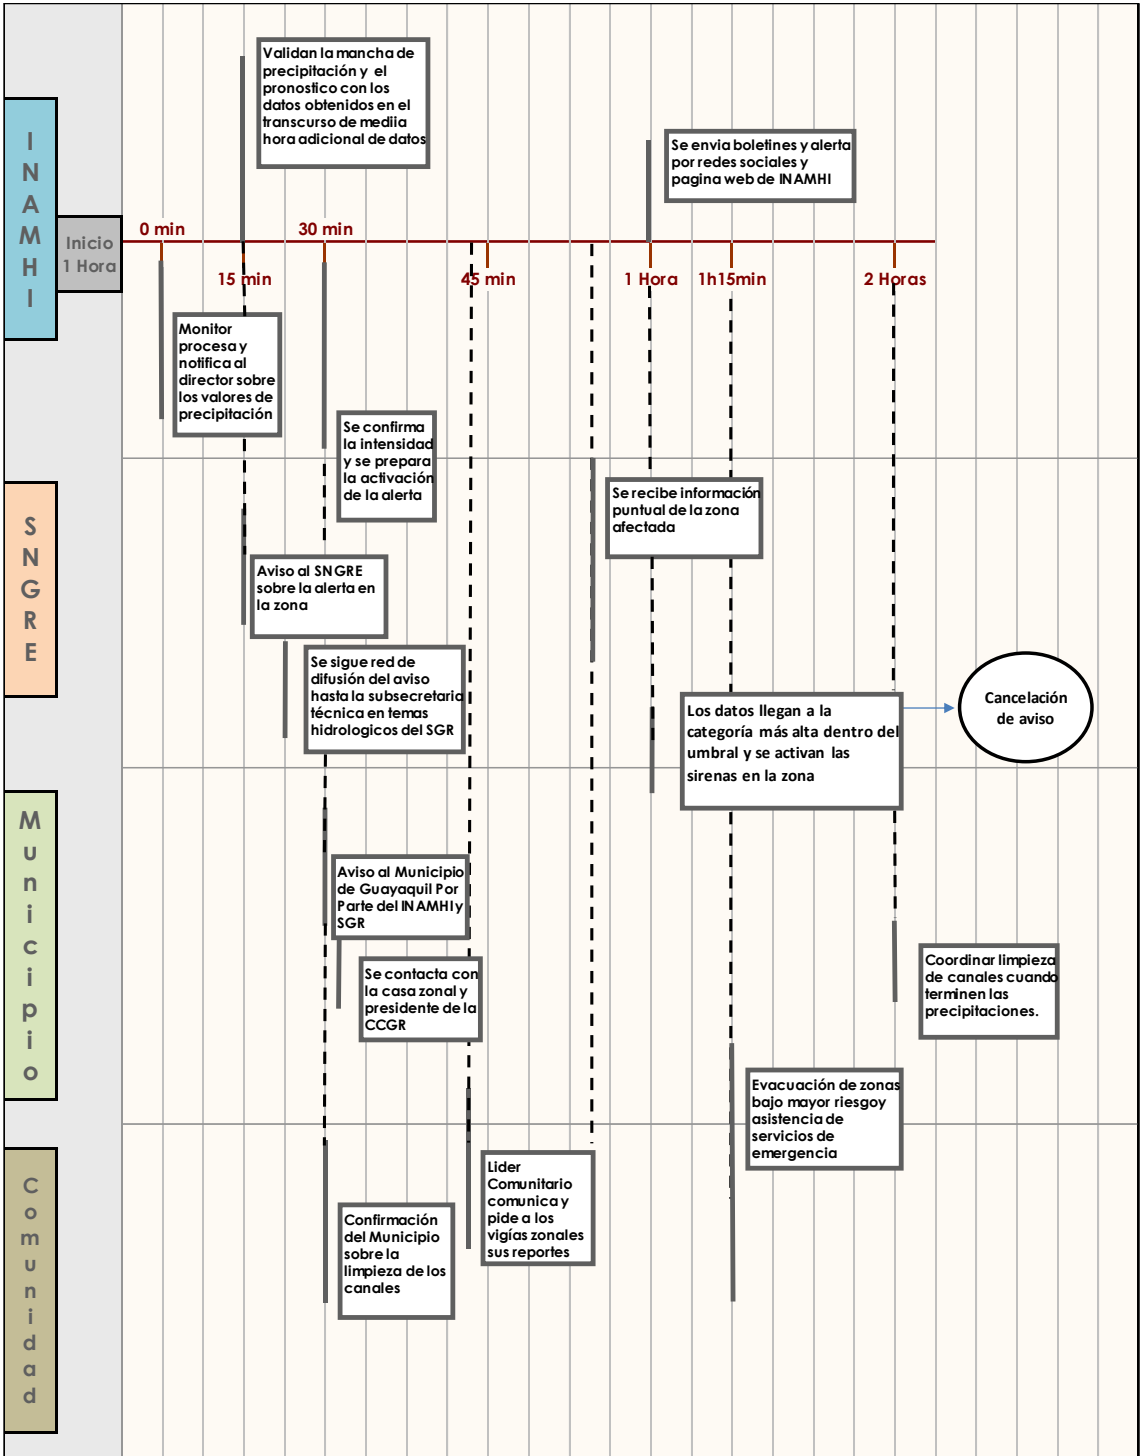 INAMHI
Inicio
1 Hora
Validan la mancha de
precipitación y el
pronostico con los
datos obtenidos en el
transcurso de mediia
hora adicional de datos
Se envia boletines y alerta
por redes sociales y
pagina web de INAMHI
0 min
30 min
15 min
45 min
1 Hora
1h15min
2 Horas
Monitor
procesa y
notifica al
director sobre
los valores de
precipitación
Se confirma
la intensidad
y se prepara
la activación
de la alerta
SNGRE
Se recibe información
puntual de la zona
afectada
Aviso al SNGRE
sobre la alerta en
la zona
Se sigue red de
difusión del aviso
hasta la subsecretaria
técnica en temas
hidrologicos del SGR
Los datos llegan a la
categoría más alta dentro del
umbral y se activan las
sirenas en la zona
Cancelación
de aviso
Municipio
Aviso al Municipio
de Guayaquil Por
Parte del INAMHI y
SGR
Se contacta con
la casa zonal y
presidente de la
CCGR
Coordinar limpieza
de canales cuando
terminen las
precipitaciones.
Evacuación de zonas
bajo mayor riesgoy
asistencia de
servicios de
emergencia
Comunidad
Lider
Comunitario
comunica y
pide a los
vigías zonales
sus reportes
Confirmación
del Municipio
sobre la
limpieza de los
canales